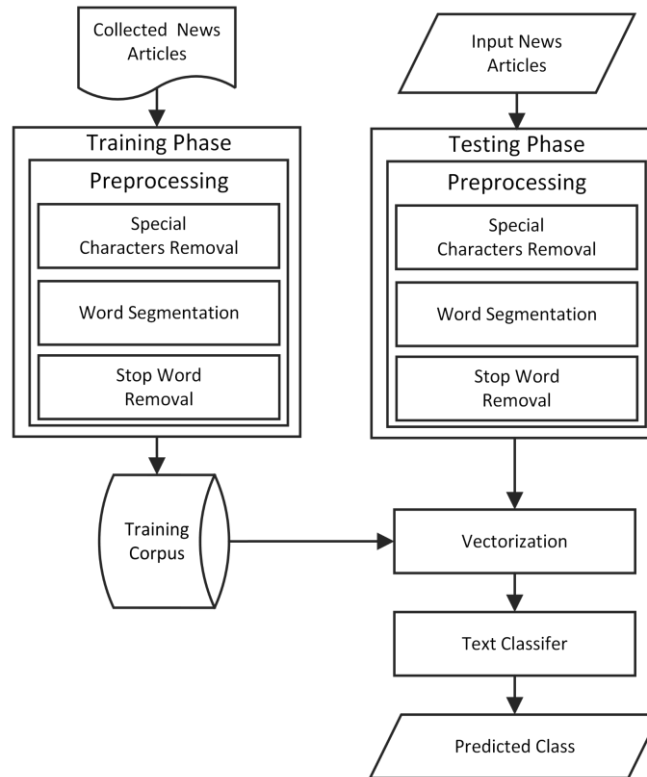 Collected News
Articles
Training Phase
Preprocessing
Special
Characters Removal
Word Segmentation
Stop Word
Removal
Training
Corpus
Input News
Articles
Testing Phase
Preprocessing
Special
Characters Removal
Word Segmentation
Stop Word
Removal
Vectorization
Text Classifer
Predicted Class